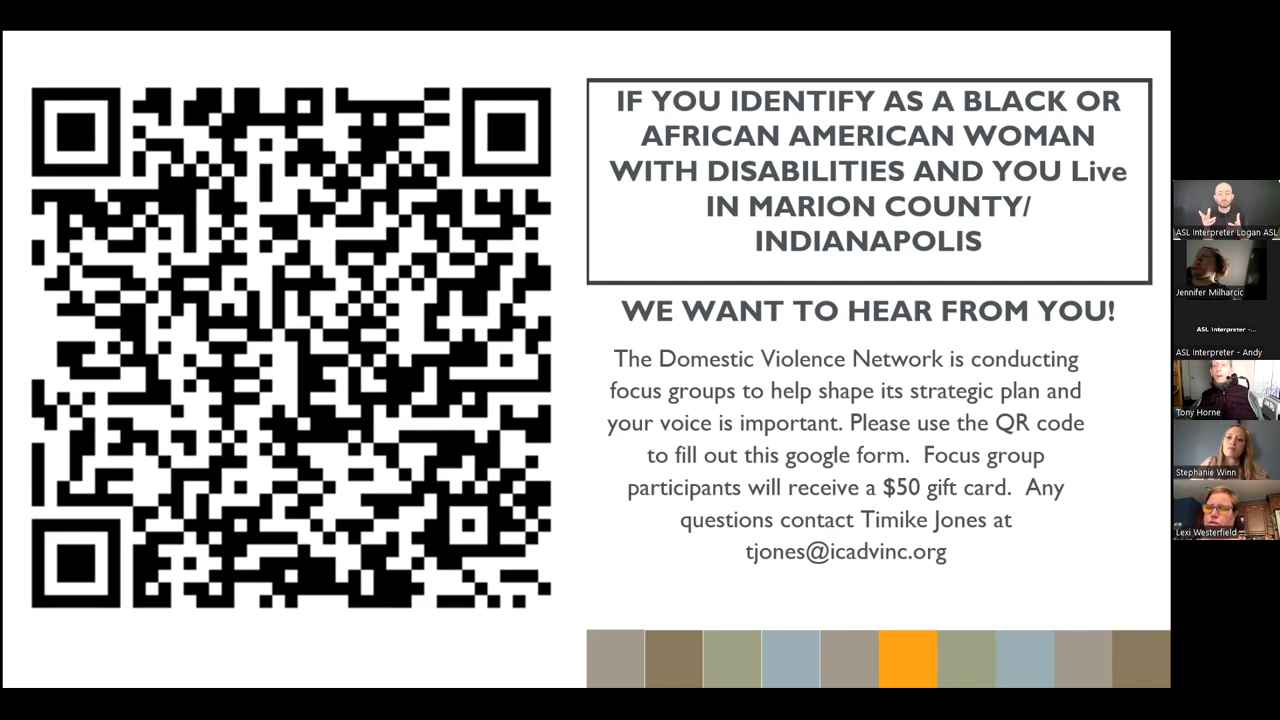 IF YOU IDENTIFY AS A BLACK OR
AFRICAN AMERICAN WOMAN
WITH DISABILITIES AND YOU Live
IN MARION COUNTY/
INDIANAPOLIS
WE WANT TO HEAR FROM YOU!
The Domestic Violence Network is conducting
focus groups to help shape its strategic plan and
your voice is important. Please use the QR code
to fill out this google form.  Focus group
participants will receive a $50 gift card.  Any
questions contact Timike Jones at
tjones@icadvinc.org
ASL Interpreter Logan ASL
Jennifer Milharcic
ASL Interpreter -...
ASL Interpreter - Andy
Tony Horne
Stephanie Winn
Lexi Westerfield